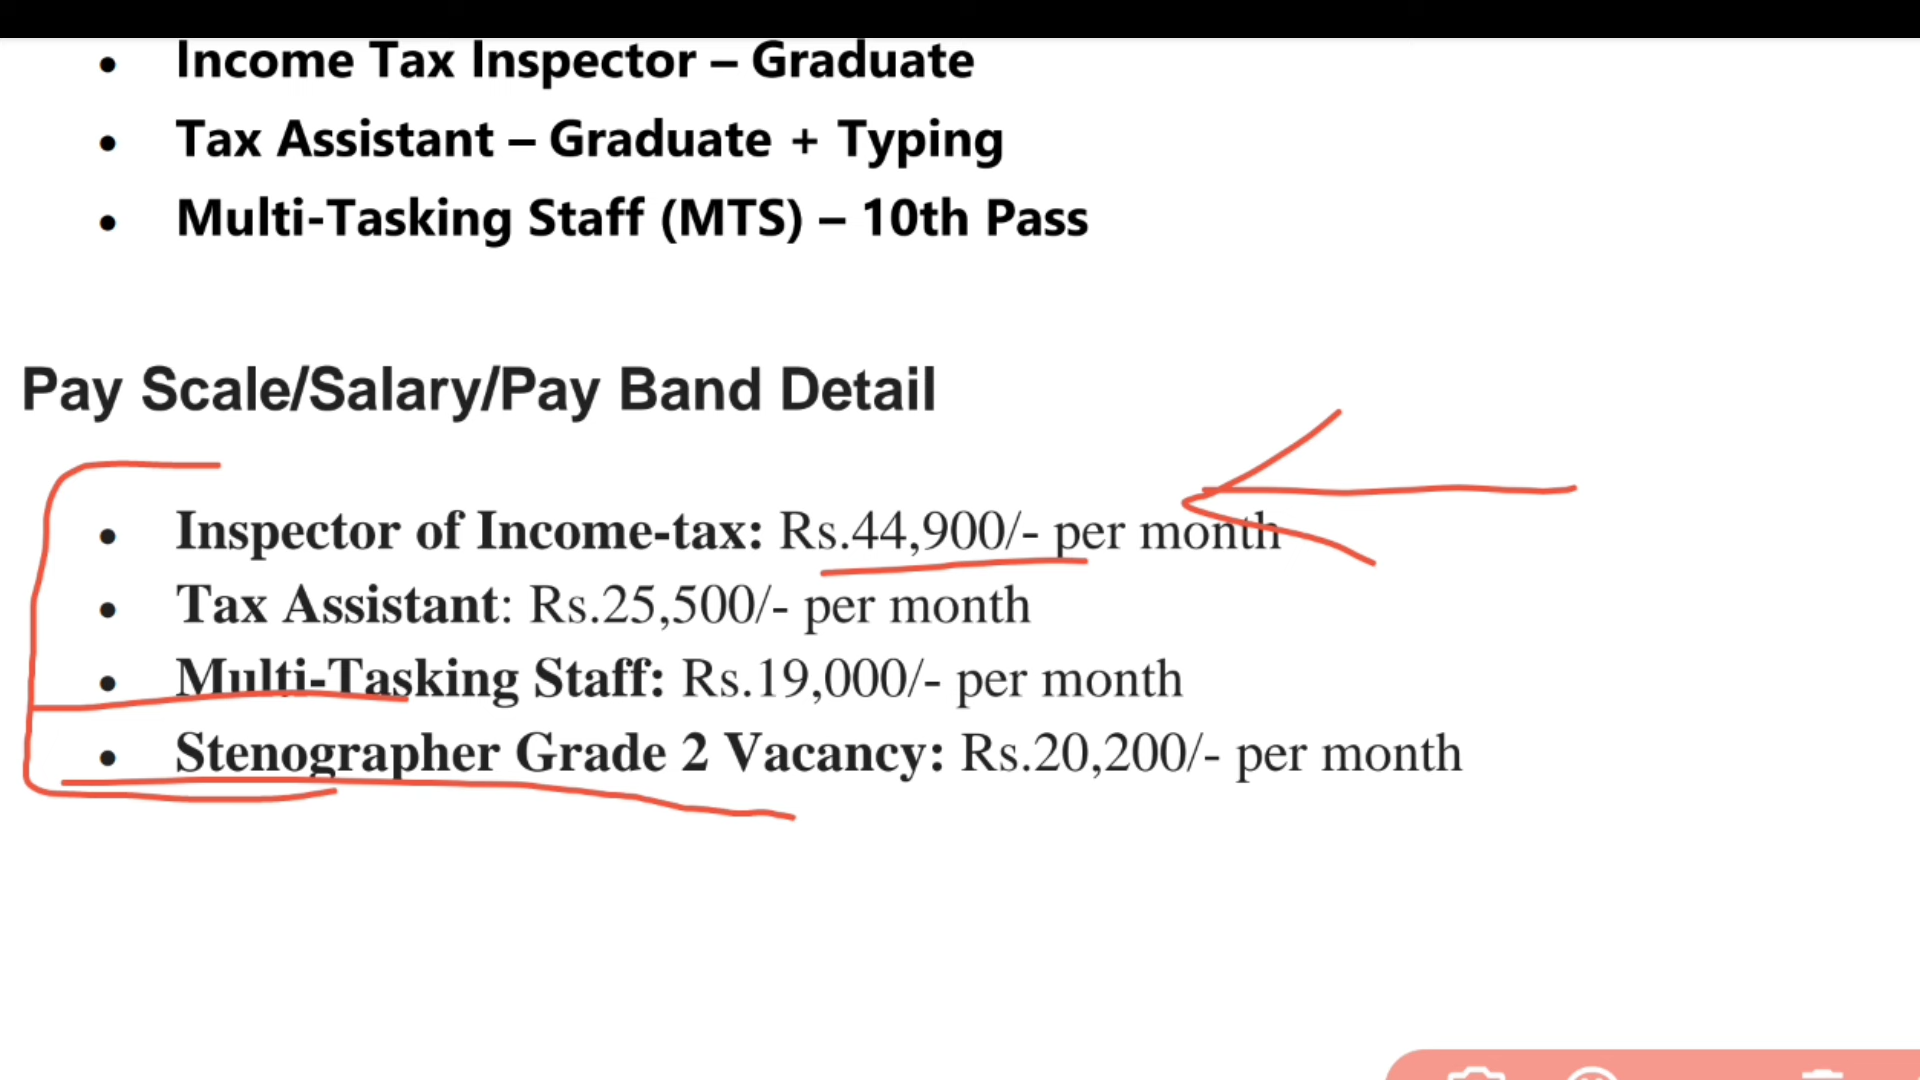 • Income Tax Inspector – Graduate
• Tax Assistant – Graduate + Typing
• Multi-Tasking Staff (MTS) – 10th Pass
Pay Scale/Salary/Pay Band Detail
• Inspector of Income-tax: Rs.44,900/- per month
• Tax Assistant: Rs.25,500/- per month
• Multi-Tasking Staff: Rs.19,000/- per month
• Stenographer Grade 2 Vacancy: Rs.20,200/- per month